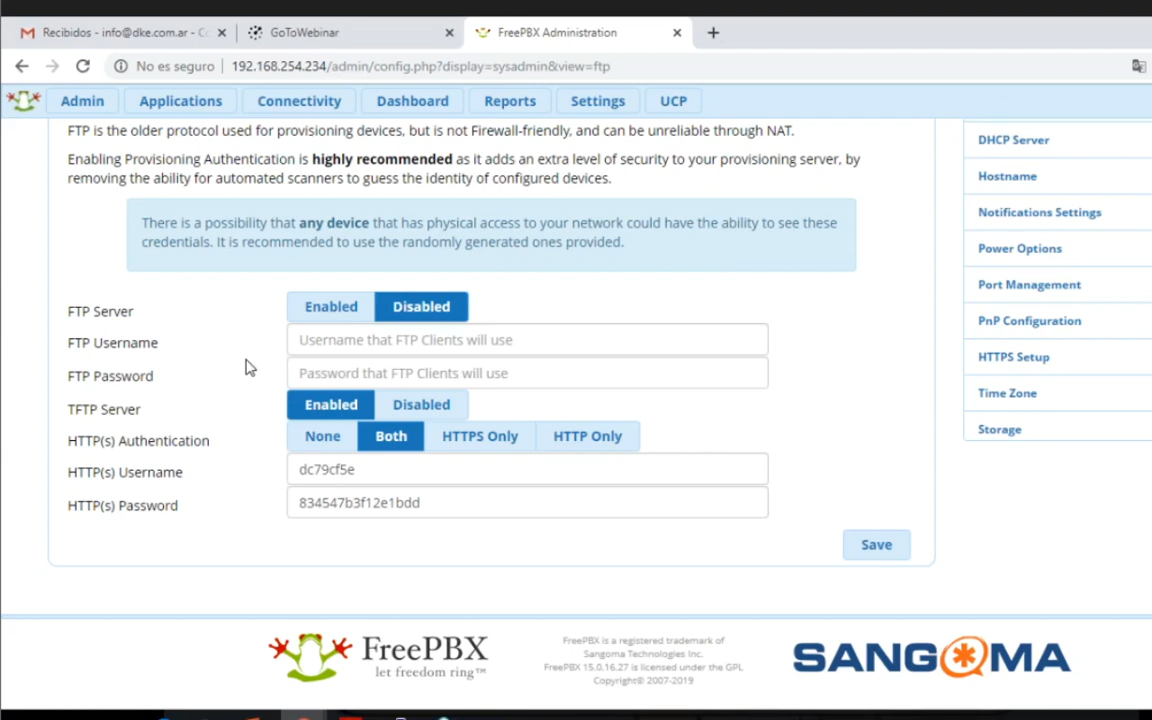 Recibidos - info@dke.com.ar - Co
GoToWebinar
FreePBX Administration
No es seguro | 192.168.254.234/admin/config.php?display=sysadmin&view=ftp
Admin Applications Connectivity Dashboard Reports Settings UCP
FTP is the older protocol used for provisioning devices, but is not Firewall-friendly, and can be unreliable through NAT.
Enabling Provisioning Authentication is highly recommended as it adds an extra level of security to your provisioning server, by
removing the ability for automated scanners to guess the identity of configured devices.
There is a possibility that any device that has physical access to your network could have the ability to see these
credentials. It is recommended to use the randomly generated ones provided.
FTP Server Enabled Disabled
FTP Username Username that FTP Clients will use
FTP Password Password that FTP Clients will use
TFTP Server Enabled Disabled
HTTP(s) Authentication None Both HTTPS Only HTTP Only
HTTP(s) Username dc79cf5e
HTTP(s) Password 834547b3f12e1bdd
Save
DHCP Server
Hostname
Notifications Settings
Power Options
Port Management
PnP Configuration
HTTPS Setup
Time Zone
Storage
FreePBX
let freedom ring™
FreePBX is a registered trademark of
Sangoma Technologies Inc.
FreePBX 15.0.16.27 is licensed under the GPL
Copyright© 2007-2019
SANGOMA